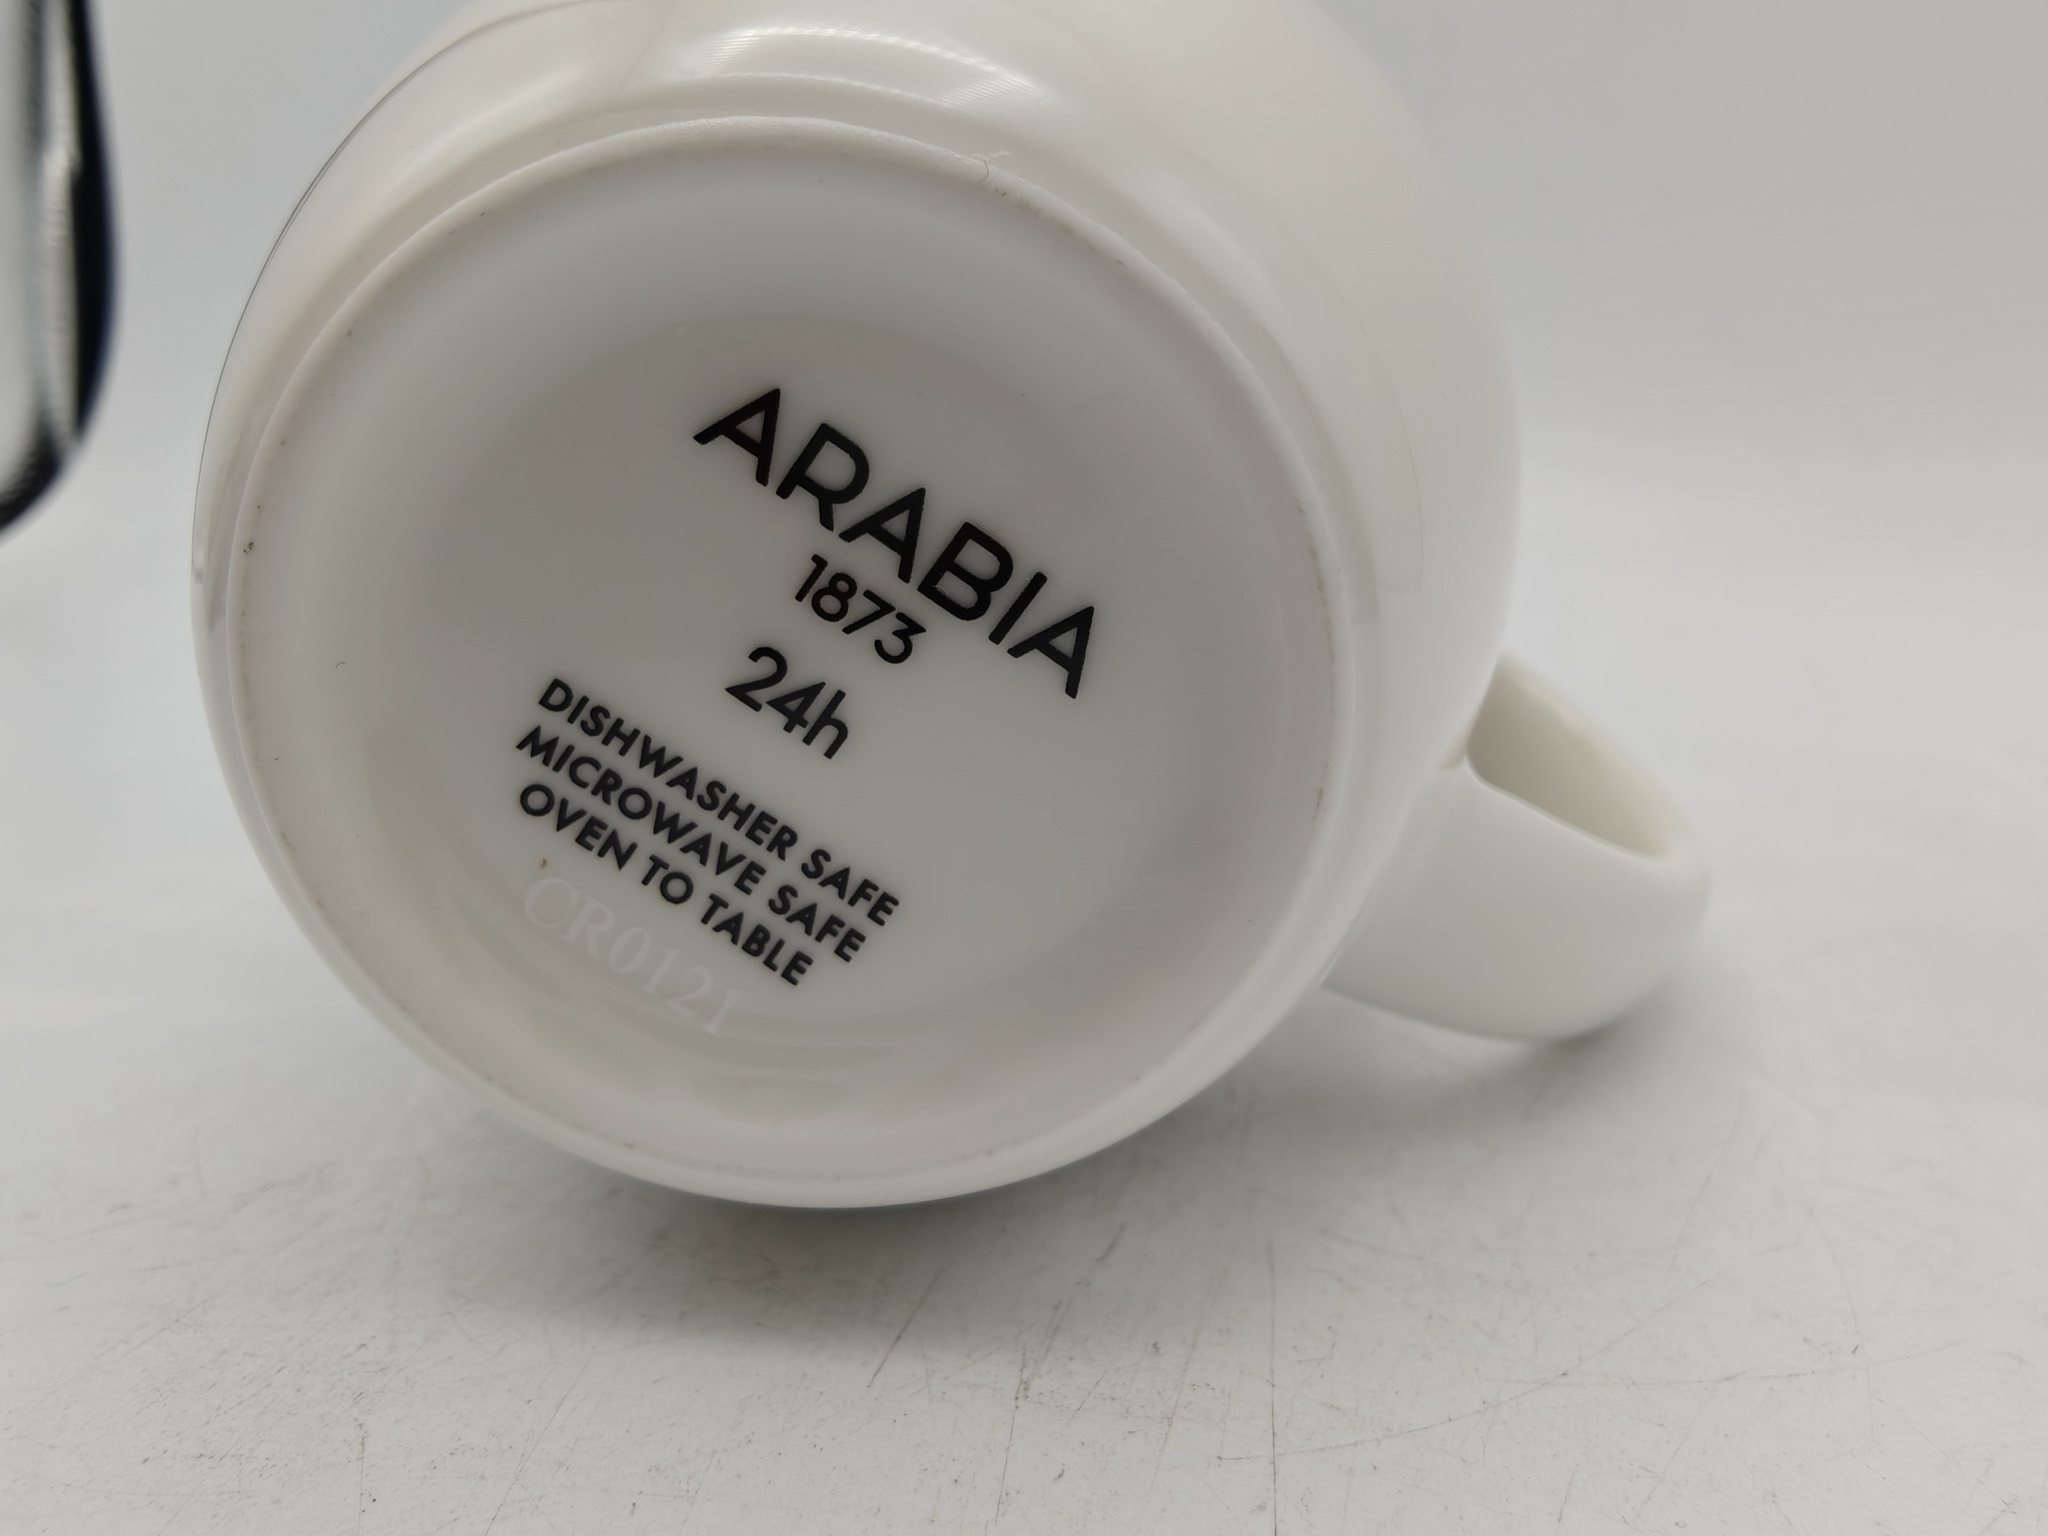 ARABIA
1873
24h
DISHWASHER SAFE
MICROWAVE SAFE
OVEN TO TABLE
CR0121